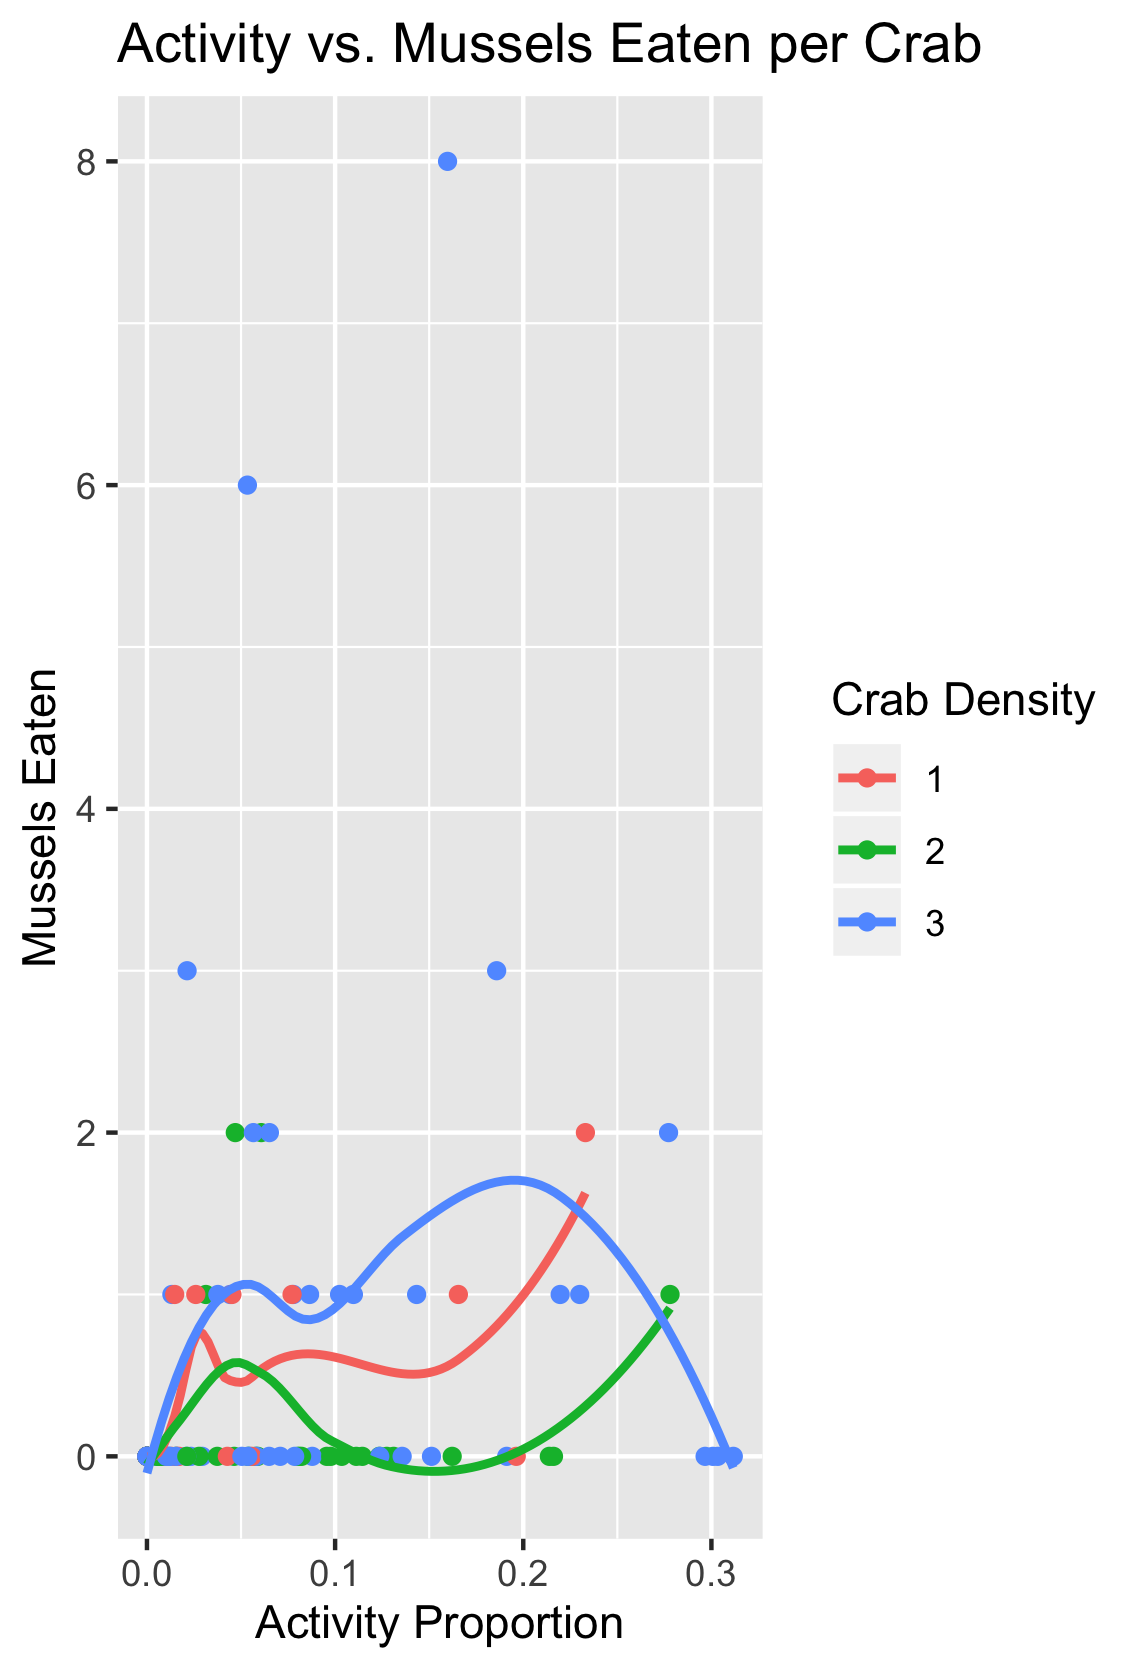 Activity vs. Mussels Eaten per Crab
8
6
4
2
0
Mussels Eaten
0.0 0.1 0.2 0.3
Activity Proportion
Crab Density
1
2
3